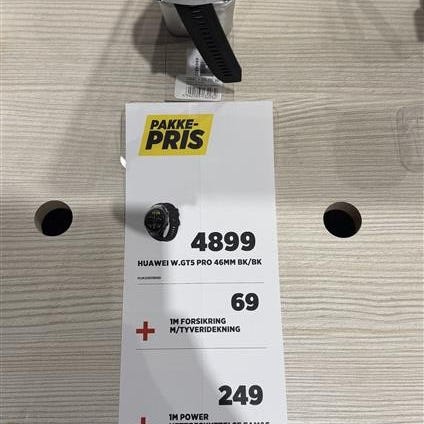 PAKKE-
PRIS
4899
HUAWEI W.GT5 PRO 46MM BK/BK
69
+
1M FORSIKRING
M/TYVERIDEKNING
249
1M POWER